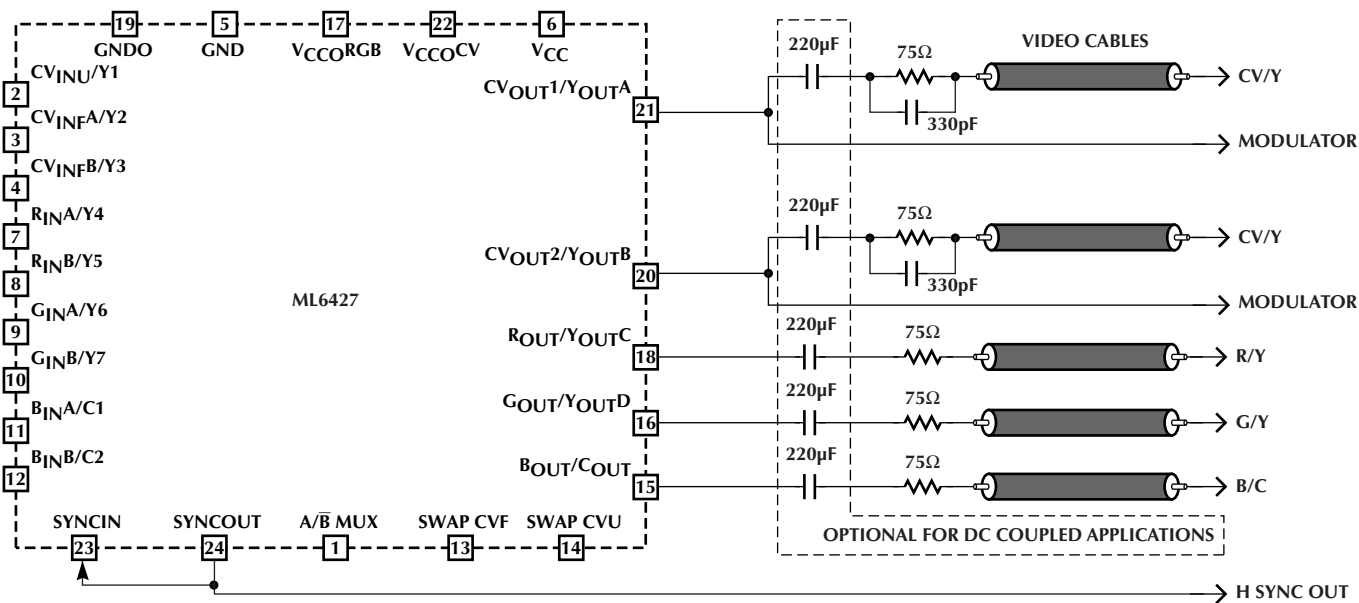 19 5 17 22 6
GNDO GND VCCORGB VCCOCV VCC
2 CVINU/Y1
3 CVINFA/Y2
4 CVINFB/Y3
7 RINA/Y4
8 RINB/Y5
9 GINA/Y6
10 GINB/Y7
11 BINA/C1
12 BINB/C2
ML6427
CVOUT1/YOUTA 21
CVOUT2/YOUTB 20
ROUT/YOUTC 18
GOUT/YOUTD 16
BOUT/COUT 15
SYNCIN SYNCOUT A/B̅ MUX SWAP CVF SWAP CVU
23 24 1 13 14
220µF 75Ω VIDEO CABLES
CV/Y
330pF
MODULATOR
220µF 75Ω
CV/Y
330pF
MODULATOR
220µF 75Ω
R/Y
220µF 75Ω
G/Y
220µF 75Ω
B/C
OPTIONAL FOR DC COUPLED APPLICATIONS
H SYNC OUT